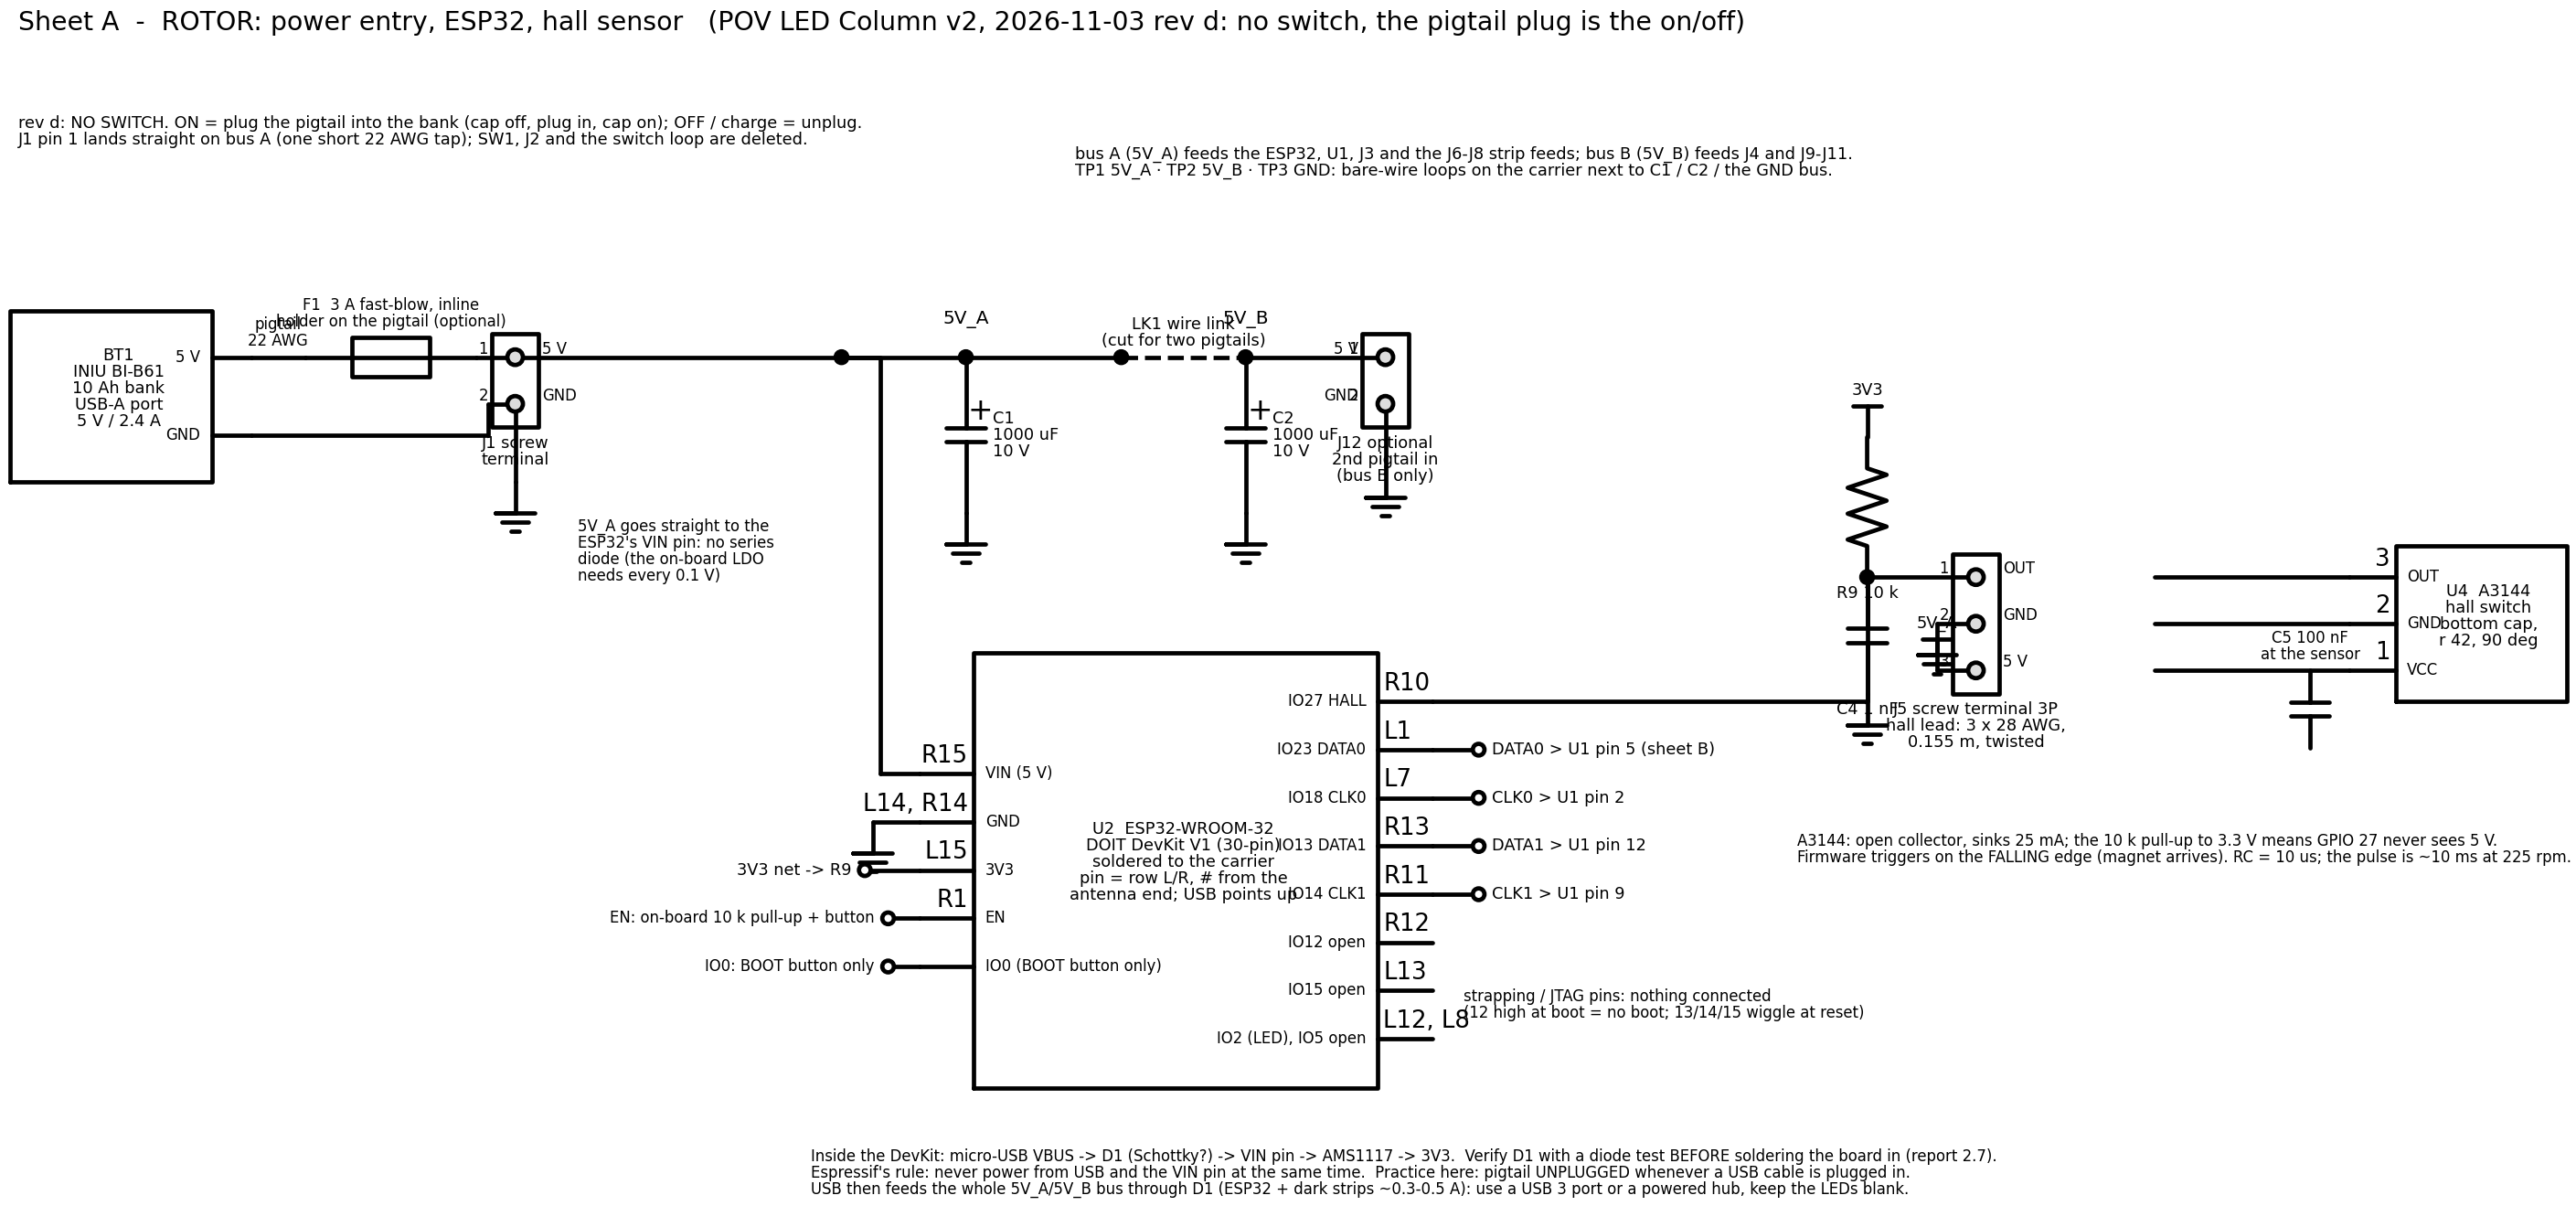 Sheet A  -  ROTOR: power entry, ESP32, hall sensor   (POV LED Column v2, 2026-11-03 rev d: no switch, the pigtail plug is the on/off)
rev d: NO SWITCH. ON = plug the pigtail into the bank (cap off, plug in, cap on); OFF / charge = unplug.
J1 pin 1 lands straight on bus A (one short 22 AWG tap); SW1, J2 and the switch loop are deleted.
bus A (5V_A) feeds the ESP32, U1, J3 and the J6-J8 strip feeds; bus B (5V_B) feeds J4 and J9-J11.
TP1 5V_A · TP2 5V_B · TP3 GND: bare-wire loops on the carrier next to C1 / C2 / the GND bus.
F1  3 A fast-blow, inline
holder on the pigtail (optional)
pigtail
22 AWG
BT1
INIU BI-B61
10 Ah bank
USB-A port
5 V / 2.4 A
5 V
GND
1
5 V
2
GND
J1 screw
terminal
5V_A
LK1 wire link
(cut for two pigtails)
5V_B
C1
1000 uF
10 V
C2
1000 uF
10 V
5 V
1
GND
2
J12 optional
2nd pigtail in
(bus B only)
5V_A goes straight to the
ESP32's VIN pin: no series
diode (the on-board LDO
needs every 0.1 V)
3V3
R9 10 k
C4 1 nF
5V_A
1
OUT
2
GND
3
5 V
J5 screw terminal 3P
hall lead: 3 x 28 AWG,
0.155 m, twisted
C5 100 nF
at the sensor
3
OUT
2
GND
1
VCC
U4  A3144
hall switch
bottom cap,
r 42, 90 deg
R15
VIN (5 V)
L14, R14
GND
L15
3V3 net -> R9
3V3
R1
EN: on-board 10 k pull-up + button
EN
IO0: BOOT button only
IO0 (BOOT button only)
U2  ESP32-WROOM-32
DOIT DevKit V1 (30-pin)
soldered to the carrier
pin = row L/R, # from the
antenna end; USB points up
R10
IO27 HALL
L1
IO23 DATA0
DATA0 > U1 pin 5 (sheet B)
L7
IO18 CLK0
CLK0 > U1 pin 2
R13
IO13 DATA1
DATA1 > U1 pin 12
R11
IO14 CLK1
CLK1 > U1 pin 9
R12
IO12 open
L13
IO15 open
L12, L8
IO2 (LED), IO5 open
strapping / JTAG pins: nothing connected
(12 high at boot = no boot; 13/14/15 wiggle at reset)
A3144: open collector, sinks 25 mA; the 10 k pull-up to 3.3 V means GPIO 27 never sees 5 V.
Firmware triggers on the FALLING edge (magnet arrives). RC = 10 us; the pulse is ~10 ms at 225 rpm.
Inside the DevKit: micro-USB VBUS -> D1 (Schottky?) -> VIN pin -> AMS1117 -> 3V3.  Verify D1 with a diode test BEFORE soldering the board in (report 2.7).
Espressif's rule: never power from USB and the VIN pin at the same time.  Practice here: pigtail UNPLUGGED whenever a USB cable is plugged in.
USB then feeds the whole 5V_A/5V_B bus through D1 (ESP32 + dark strips ~0.3-0.5 A): use a USB 3 port or a powered hub, keep the LEDs blank.